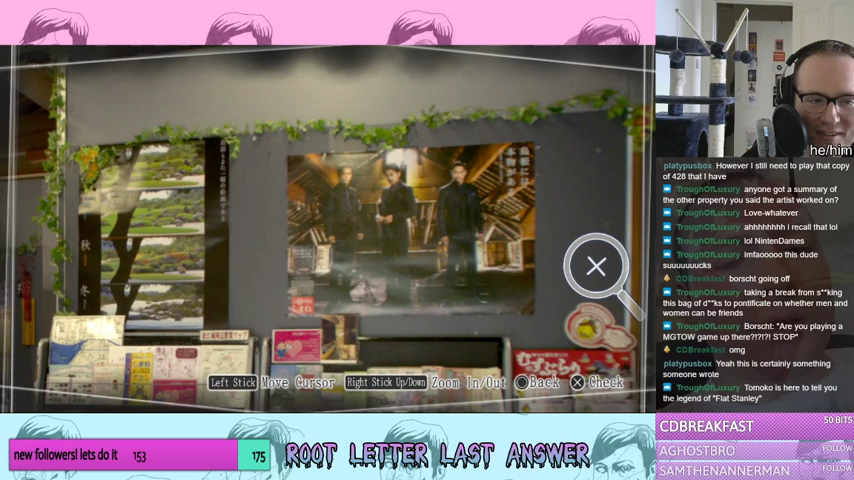 he/him
platypusbox However I still need to play that copy
of 428 that I have
TroughOfLuxury anyone got a summary of
the other property you said the artist worked on?
TroughOfLuxury Love-whatever
TroughOfLuxury ahhhhhhh i recall that lol
TroughOfLuxury lol NintenDames
TroughOfLuxury lmfaooooo this dude
suuuuuuucks
CDBreakfast borscht going off
TroughOfLuxury taking a break from s**king
this bag of d**ks to pontificate on whether men and
women can be friends
TroughOfLuxury Borscht: "Are you playing a
MGTOW game up there?!?!?! STOP"
CDBreakfast omg
platypusbox Yeah this is certainly something
someone wrote
TroughOfLuxury Tomoko is here to tell you
the legend of "Flat Stanley"
秋
冬
Left Stick Move Cursor Right Stick Up/Down Zoom In/Out Back Check
new followers! lets do it 153 175
ROOT LETTER LAST ANSWER
CDBREAKFAST 50 BITS
AGHOSTBRO FOLLOW
SAMTHENANNERMAN FOLLOW